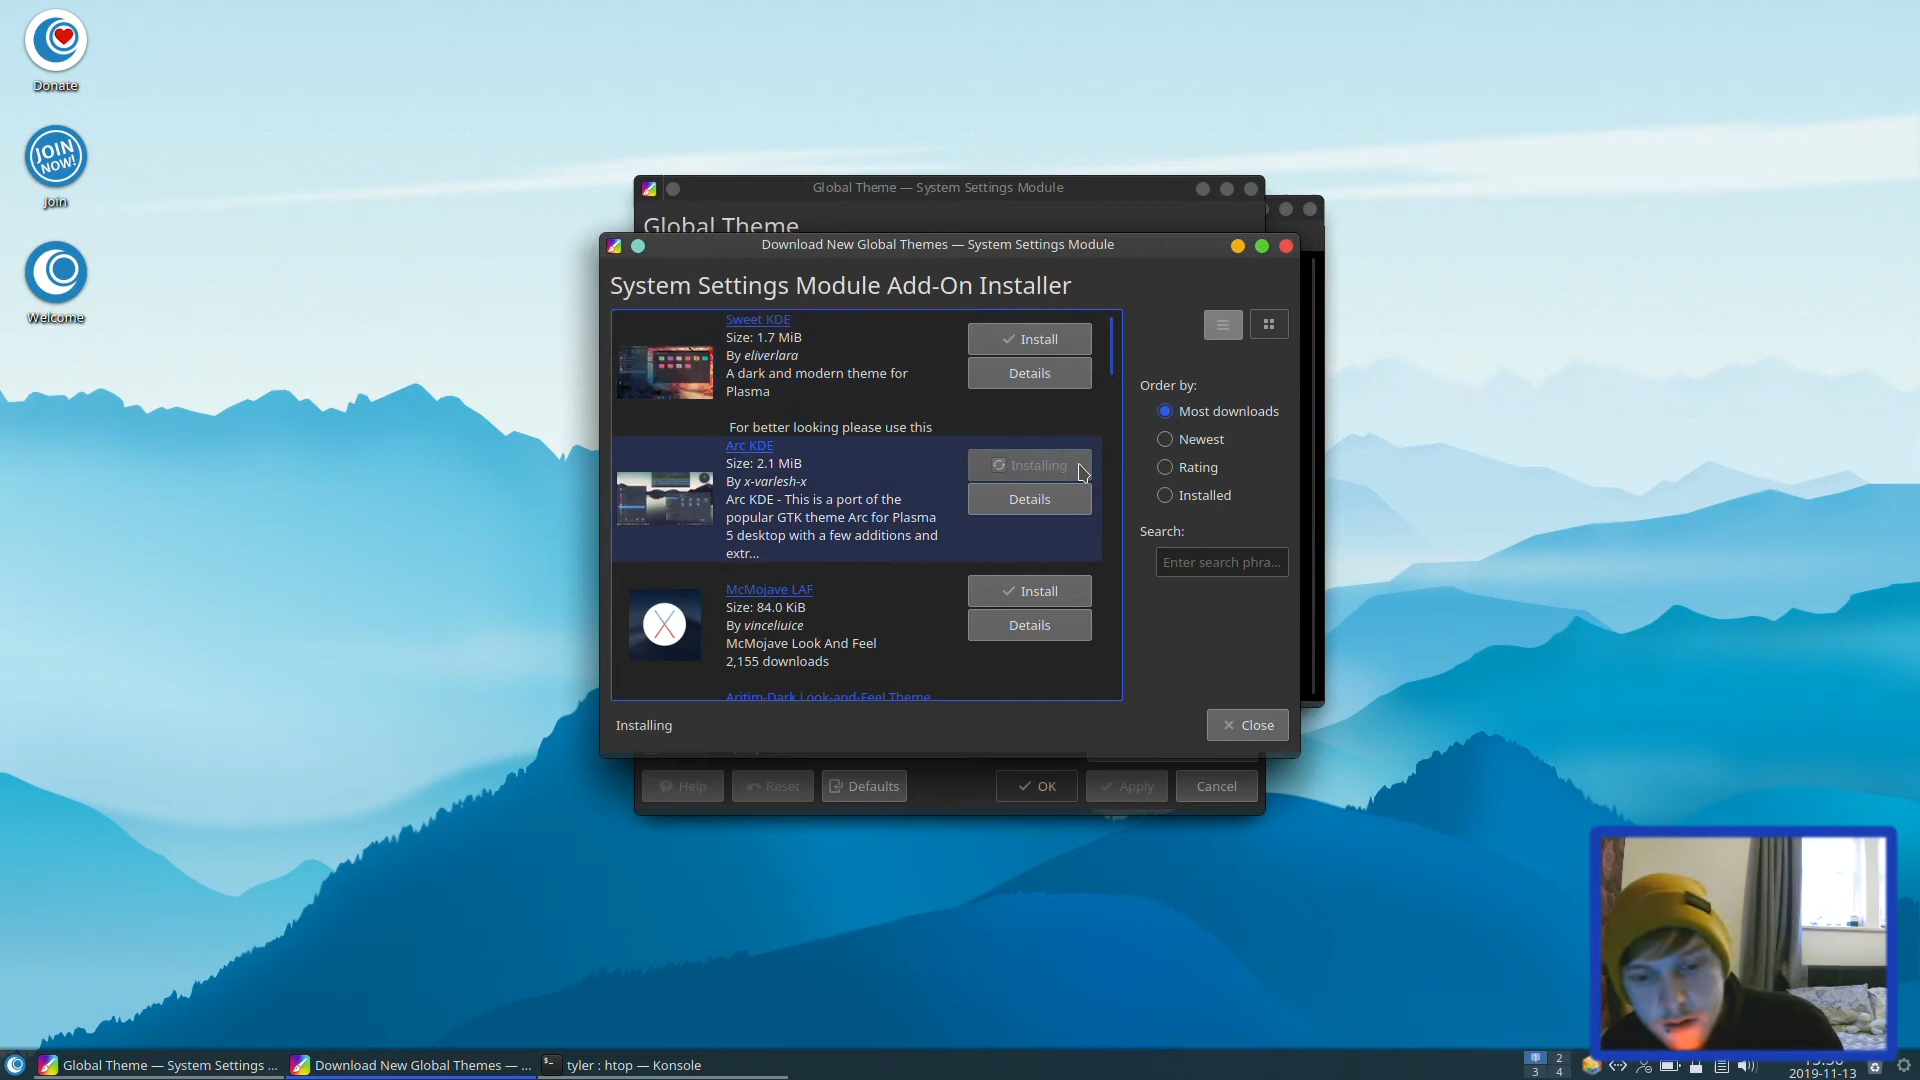 Donate
JOIN
NOW!
Join
Welcome
Global Theme — System Settings Module
Global Theme
Download New Global Themes — System Settings Module
System Settings Module Add-On Installer
Sweet KDE
Size: 1.7 MiB
By eliverlara
A dark and modern theme for
Plasma
For better looking please use this
Install
Details
Arc KDE
Size: 2.1 MiB
By x-varlesh-x
Arc KDE - This is a part of the
popular GTK theme Arc for Plasma
5 desktop with a few additions and
extr...
Installing
Details
McMojave LAF
Size: 84.0 KiB
By vinceliuice
McMojave Look And Feel
2,155 downloads
Install
Details
Aritim-Dark Look-and-Feel Theme
Order by:
Most downloads
Newest
Rating
Installed
Search:
Enter search phra...
Installing
Close
Help
Reset
Defaults
OK
Apply
Cancel
Global Theme — System Settings ...
Download New Global Themes — ...
tyler : htop — Konsole
2
3 4
2019-11-13